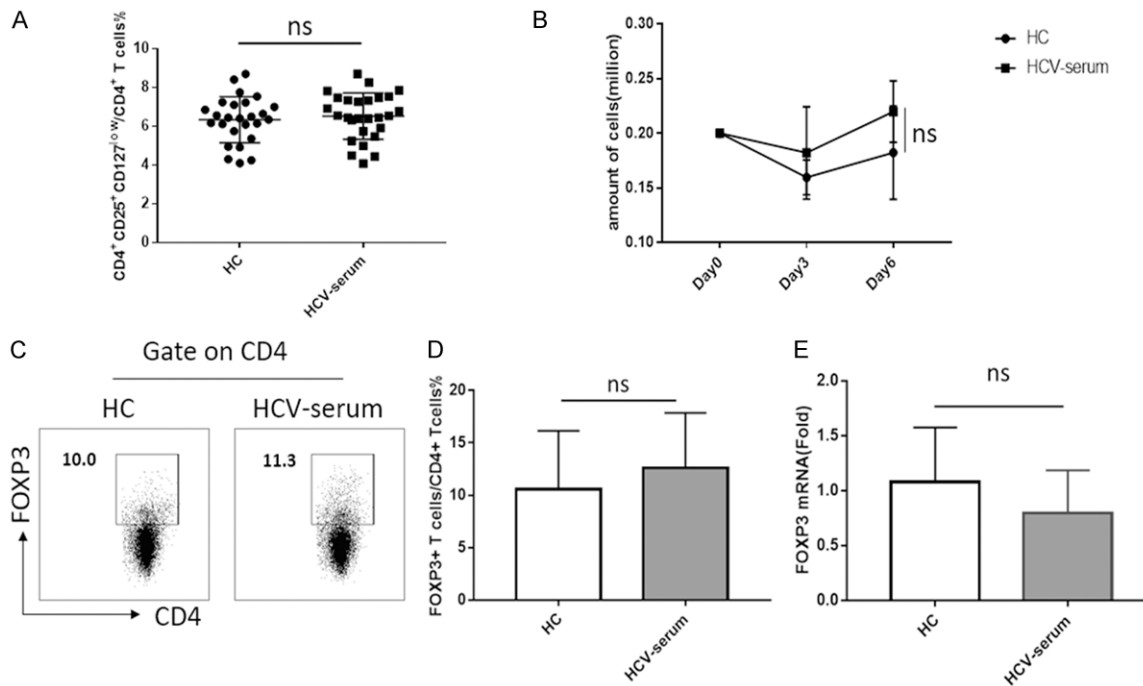 A
ns
CD4⁺ CD25⁺ CD127ˡᵒʷ/CD4⁺ T cells%
10
8
6
4
2
0
HC
HCV-serum
B
amount of cells(million)
0.30
0.25
0.20
0.15
0.10
ns
Day0
Day3
Day6
HC
HCV-serum
C
Gate on CD4
HC
HCV-serum
10.0
11.3
FOXP3
CD4
D
ns
FOXP3+ T cells/CD4+ Tcells%
20
15
10
5
0
HC
HCV-serum
E
ns
FOXP3 mRNA(Fold)
2.0
1.5
1.0
0.5
0.0
HC
HCV-serum